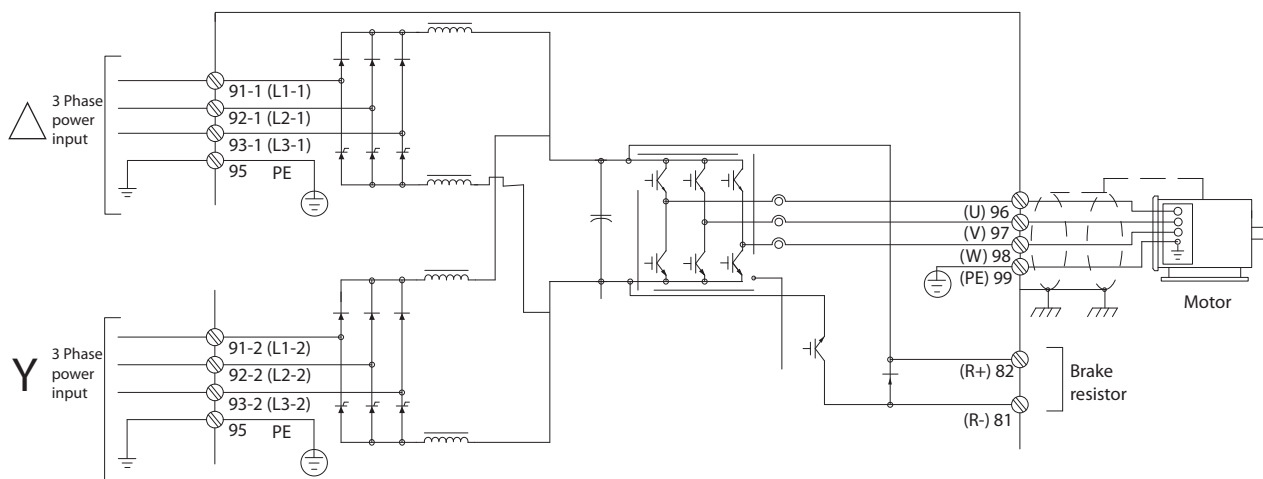 3 Phase
power
input
91-1 (L1-1)
92-1 (L2-1)
93-1 (L3-1)
95 PE
Y
3 Phase
power
input
91-2 (L1-2)
92-2 (L2-2)
93-2 (L3-2)
95 PE
(U) 96
(V) 97
(W) 98
(PE) 99
Motor
(R+) 82
(R-) 81
Brake
resistor